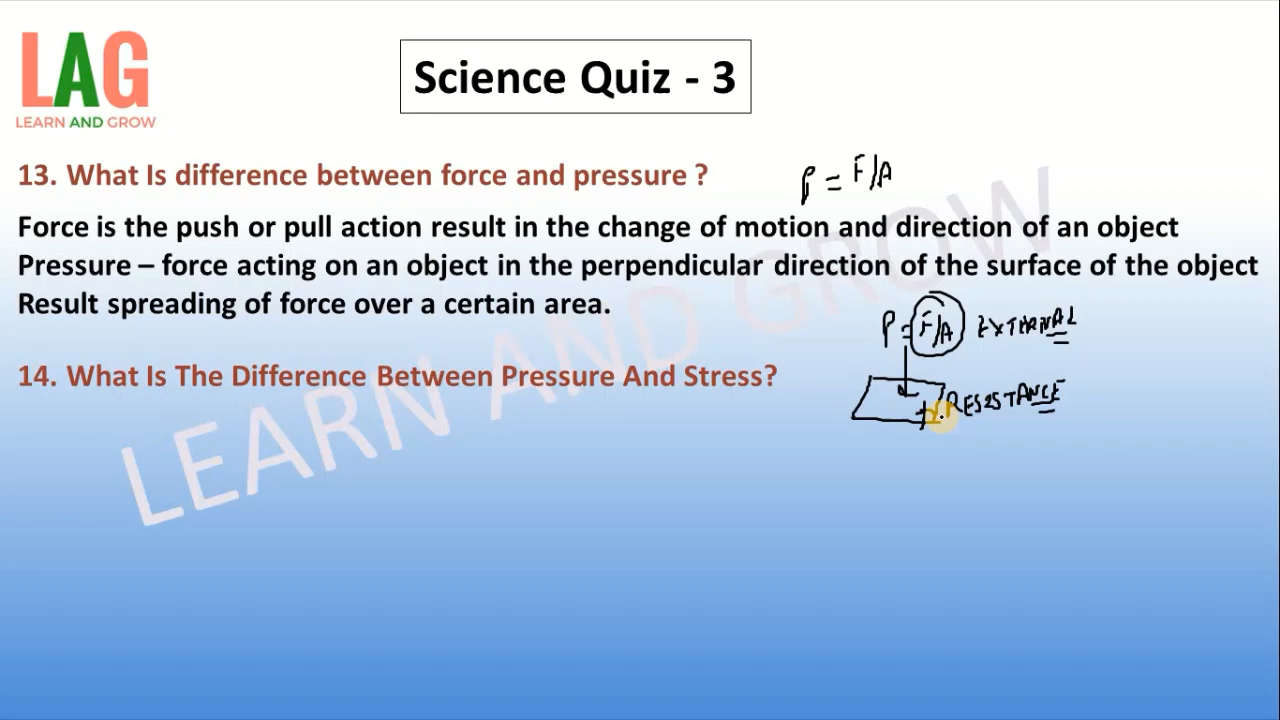 LAG
LEARN AND GROW
Science Quiz - 3
13. What Is difference between force and pressure ?
P = F/A
Force is the push or pull action result in the change of motion and direction of an object
Pressure – force acting on an object in the perpendicular direction of the surface of the object
Result spreading of force over a certain area.
P = F/A EXTERNAL
14. What Is The Difference Between Pressure And Stress?
RESISTANCE
LEARN AND GROW